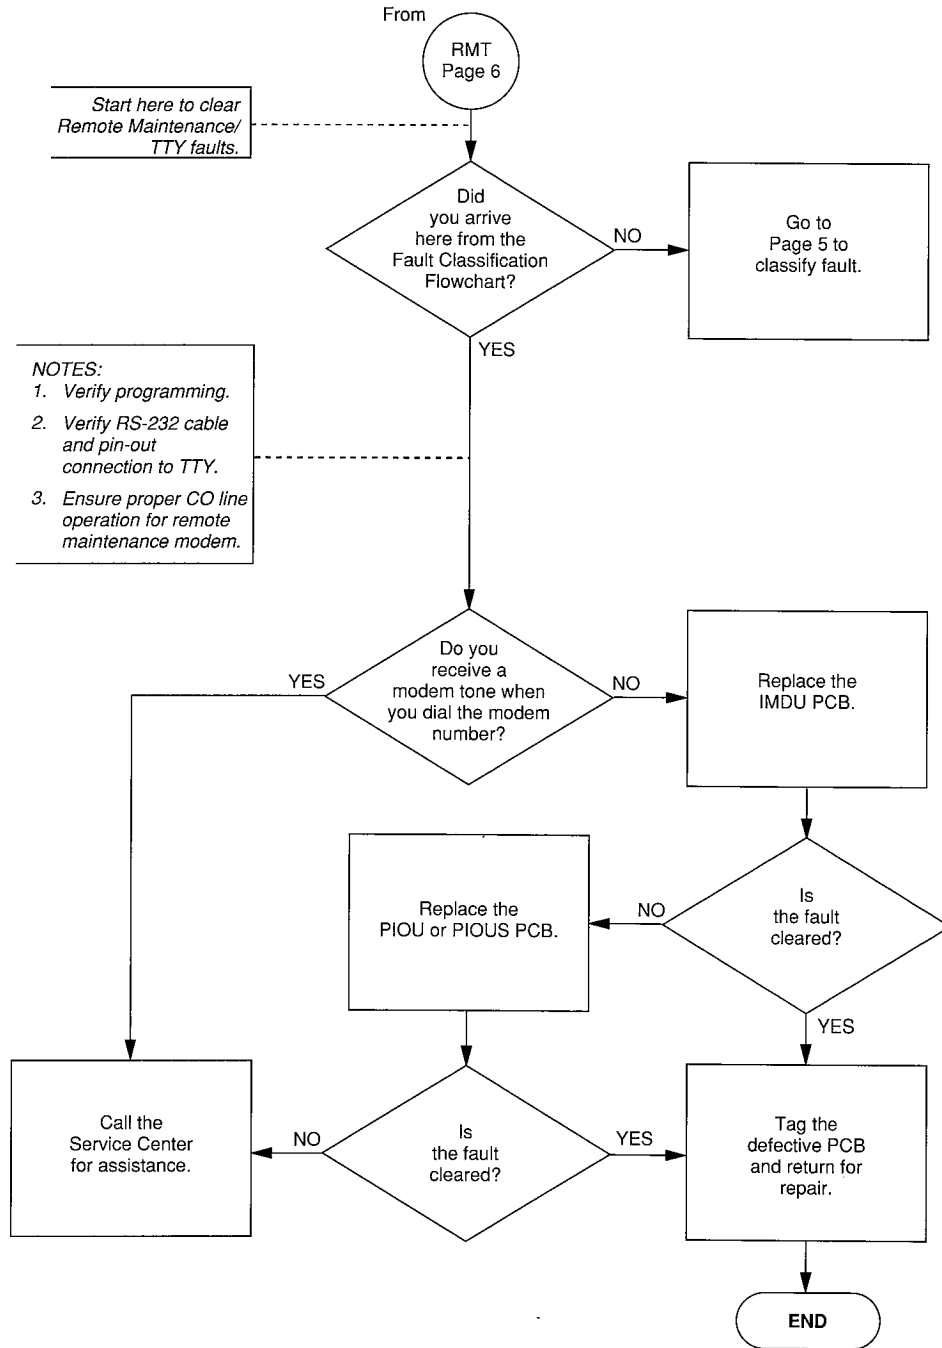 From
RMT
Page 6
Start here to clear
Remote Maintenance/
TTY faults.
Did
you arrive
here from the
Fault Classification
Flowchart?
NO
Go to
Page 5 to
classify fault.
YES
NOTES:
1. Verify programming.
2. Verify RS-232 cable
and pin-out
connection to TTY.
3. Ensure proper CO line
operation for remote
maintenance modem.
Do you
receive a
modem tone when
you dial the modem
number?
YES
NO
Replace the
IMDU PCB.
Is
the fault
cleared?
NO
Replace the
PIOU or PIOUS PCB.
YES
Call the
Service Center
for assistance.
NO
Is
the fault
cleared?
YES
Tag the
defective PCB
and return for
repair.
END